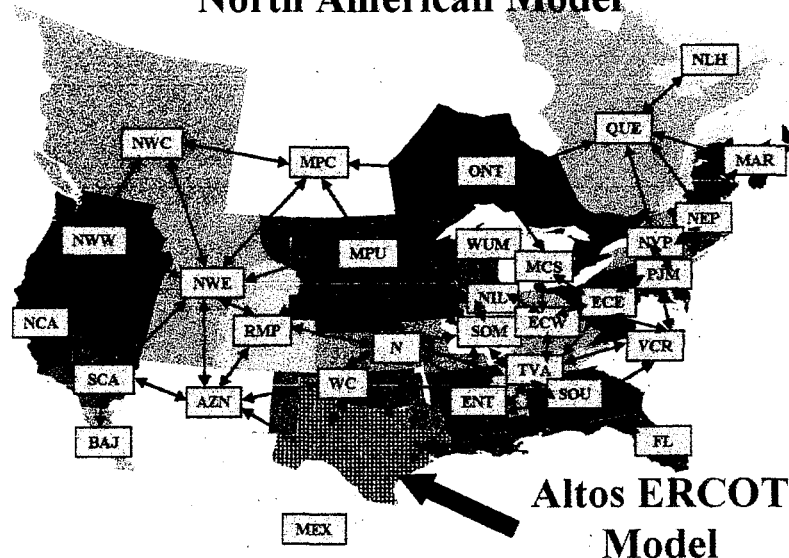 North American Model
NLH
QUE
NWC
MPC
MAR
ONT
NEP
NWW
MPU
WUM
NYP
MCS
PJM
NWE
NIL
ECE
NCA
RMP
SOM
ECW
N
VCR
SCA
WC
TVA
AZN
ENT
SOU
BAJ
FL
Altos ERCOT
Model
MEX